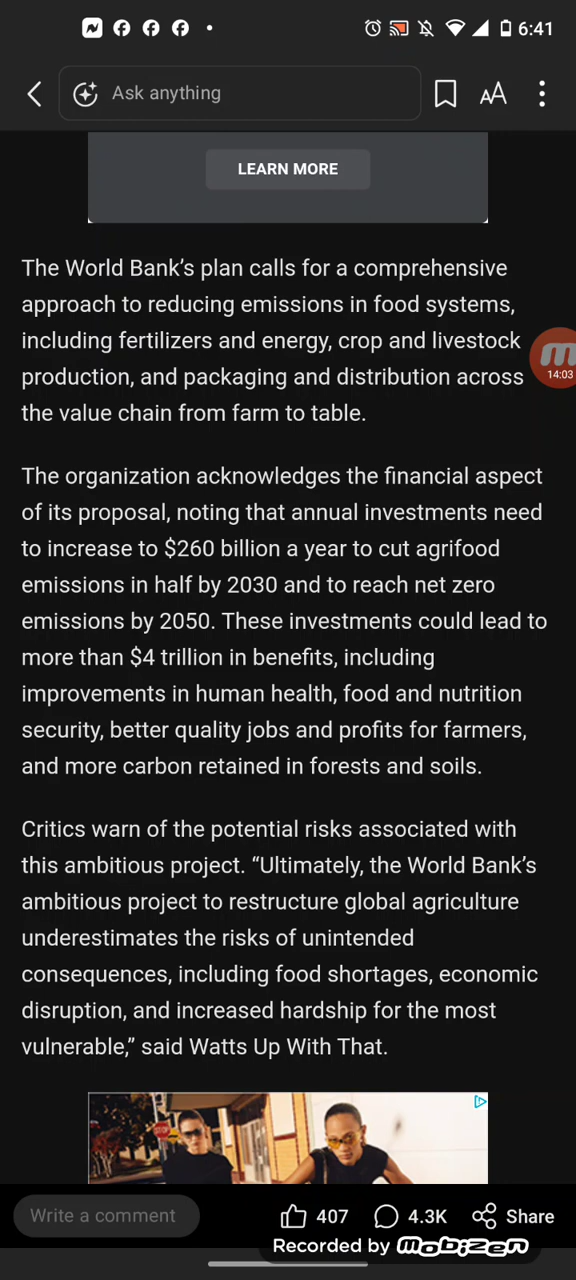 6:41
Ask anything
AA
LEARN MORE
The World Bank’s plan calls for a comprehensive
approach to reducing emissions in food systems,
including fertilizers and energy, crop and livestock
production, and packaging and distribution across
the value chain from farm to table.
14:03
The organization acknowledges the financial aspect
of its proposal, noting that annual investments need
to increase to $260 billion a year to cut agrifood
emissions in half by 2030 and to reach net zero
emissions by 2050. These investments could lead to
more than $4 trillion in benefits, including
improvements in human health, food and nutrition
security, better quality jobs and profits for farmers,
and more carbon retained in forests and soils.
Critics warn of the potential risks associated with
this ambitious project. “Ultimately, the World Bank’s
ambitious project to restructure global agriculture
underestimates the risks of unintended
consequences, including food shortages, economic
disruption, and increased hardship for the most
vulnerable,” said Watts Up With That.
STOP
Write a comment
407
4.3K
Share
Recorded by mobizen